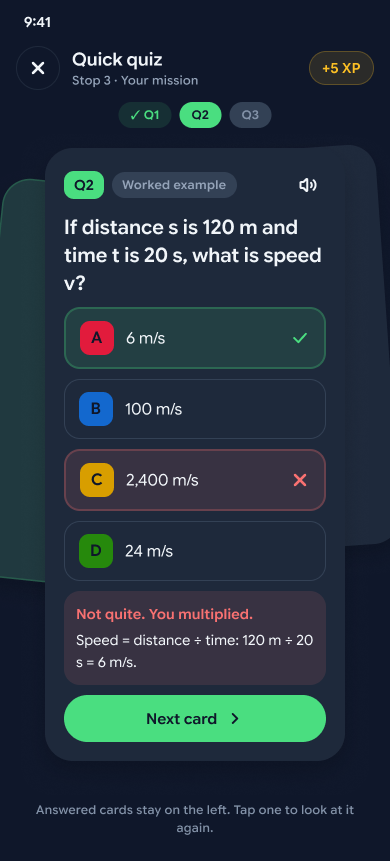 9:41
Quick quiz
Stop 3 · Your mission
+5 XP
✓ Q1
Q2
Q3
Q2
Worked example
If distance s is 120 m and
time t is 20 s, what is speed
v?
A
6 m/s
B
100 m/s
C
2,400 m/s
D
24 m/s
Not quite. You multiplied.
Speed = distance ÷ time: 120 m ÷ 20
s = 6 m/s.
Next card
Answered cards stay on the left. Tap one to look at it
again.